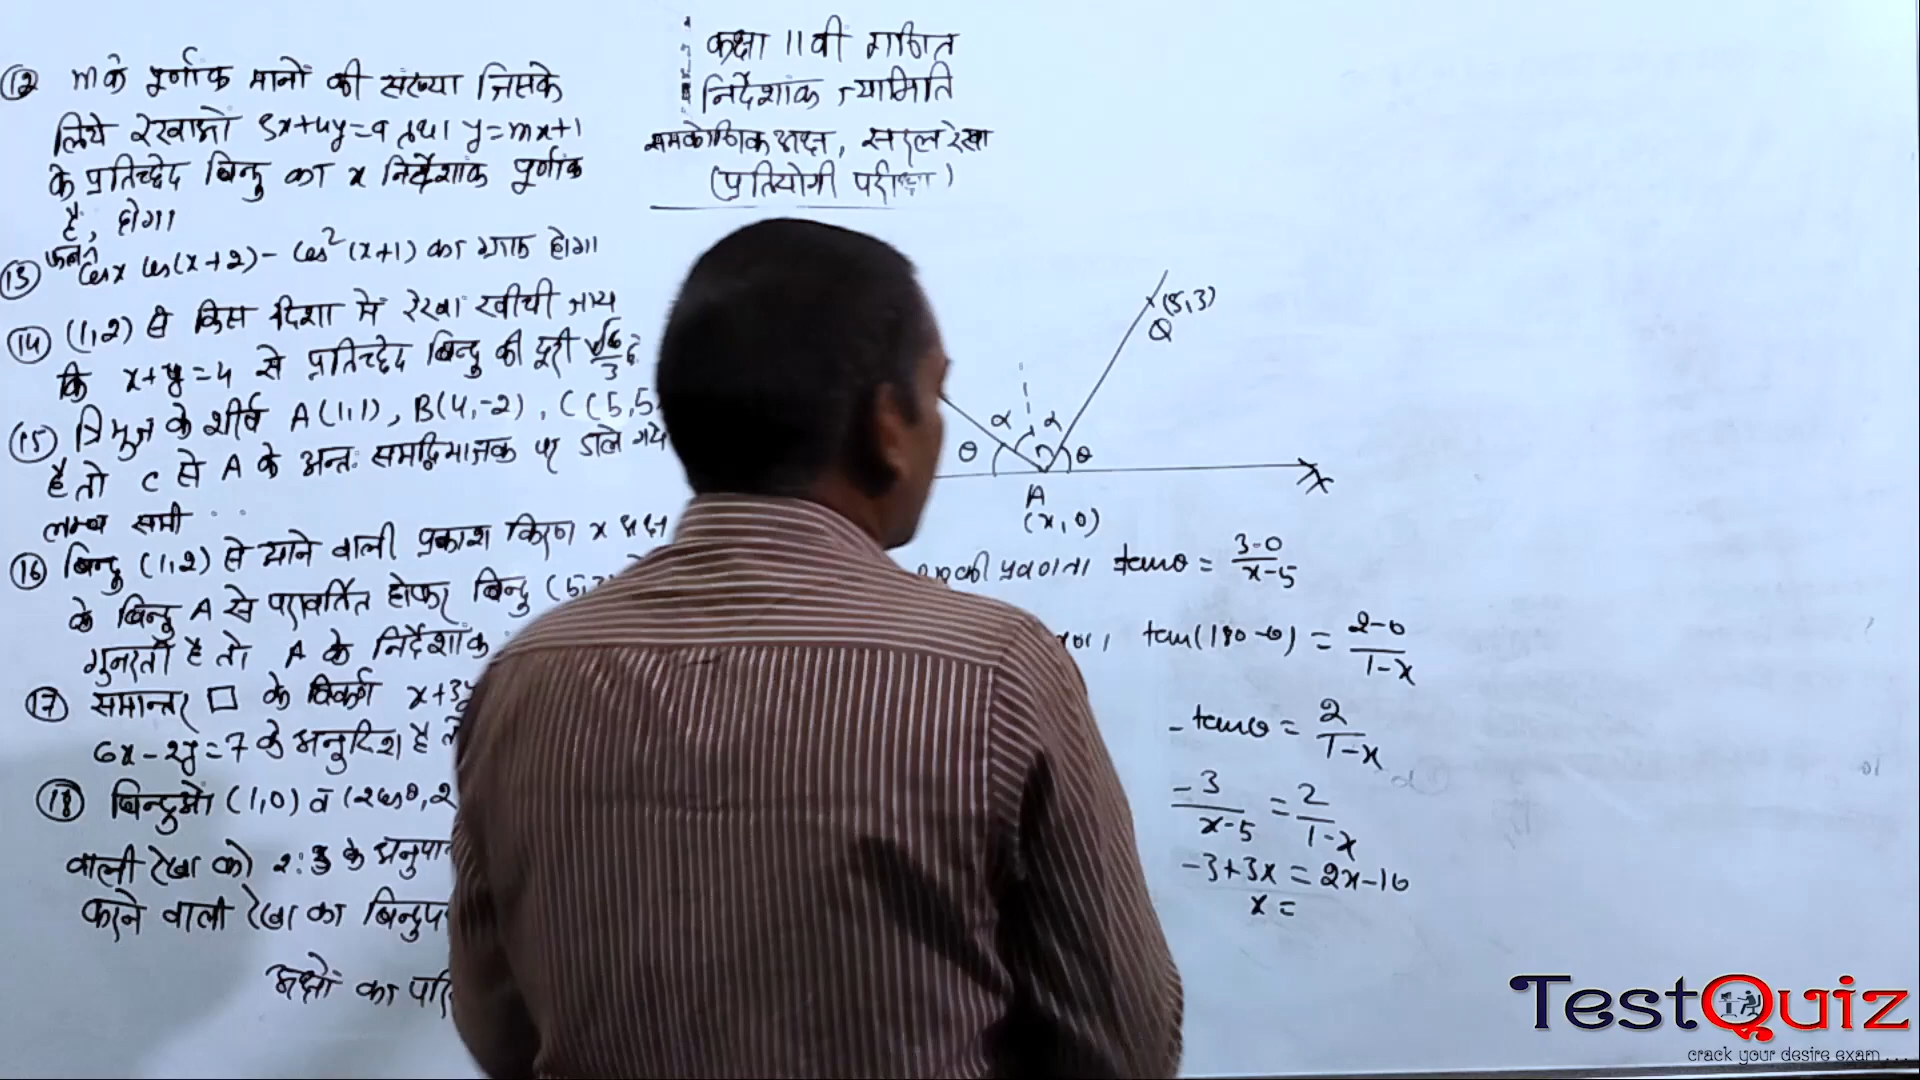 कक्षा 11वी गणित
निर्देशांक ज्यामिति
समकोणिक अक्ष, सरल रेखा
(प्रतियोगी परीक्षा)
(12) m के पूर्णांक मानों की संख्या जिसके
लिये रेखाओ 3x+4y=9 तथा y=mx+1
के प्रतिच्छेद बिन्दु का x निर्देशांक पूर्णांक
है, होगा
(13) फलन cosx cos(x+2) - cos²(x+1) का ग्राफ होगा
(14) (1,2) से किस दिशा मे रेखा खींची जाय
कि x+y=4 से प्रतिच्छेद बिन्दु की दूरी √6/3 है
(15) त्रिभुज के शीर्ष A(1,1), B(4,-2), C(5,5
है तो C से A के अन्तः समद्विभाजक पर डाले गये
लम्ब समी
(16) बिन्दु (1,2) से आने वाली प्रकाश किरण x अक्ष
के बिन्दु A से परावर्तित होकर बिन्दु (5,
गुजरती है तो A के निर्देशांक
(17) समान्तर □ के विकर्ण x+3y
6x-2y=7 के अनुदिश है तो
(18) बिन्दुओ (1,0) व (2cosθ, 2
वाली रेखा को 2:3 के अनुपात
करने वाली रेखा का बिन्दुपथ
अक्षों का परि
x(5,3)
Q
α α
θ θ
A
(x,0)
X
की प्रवणता tanθ = 3-0/x-5
tan(180-θ) = 2-0/1-x
-tanθ = 2/1-x
-3/x-5 = 2/1-x
-3+3x = 2x-10
x =
TestQuiz
crack your desire exam...